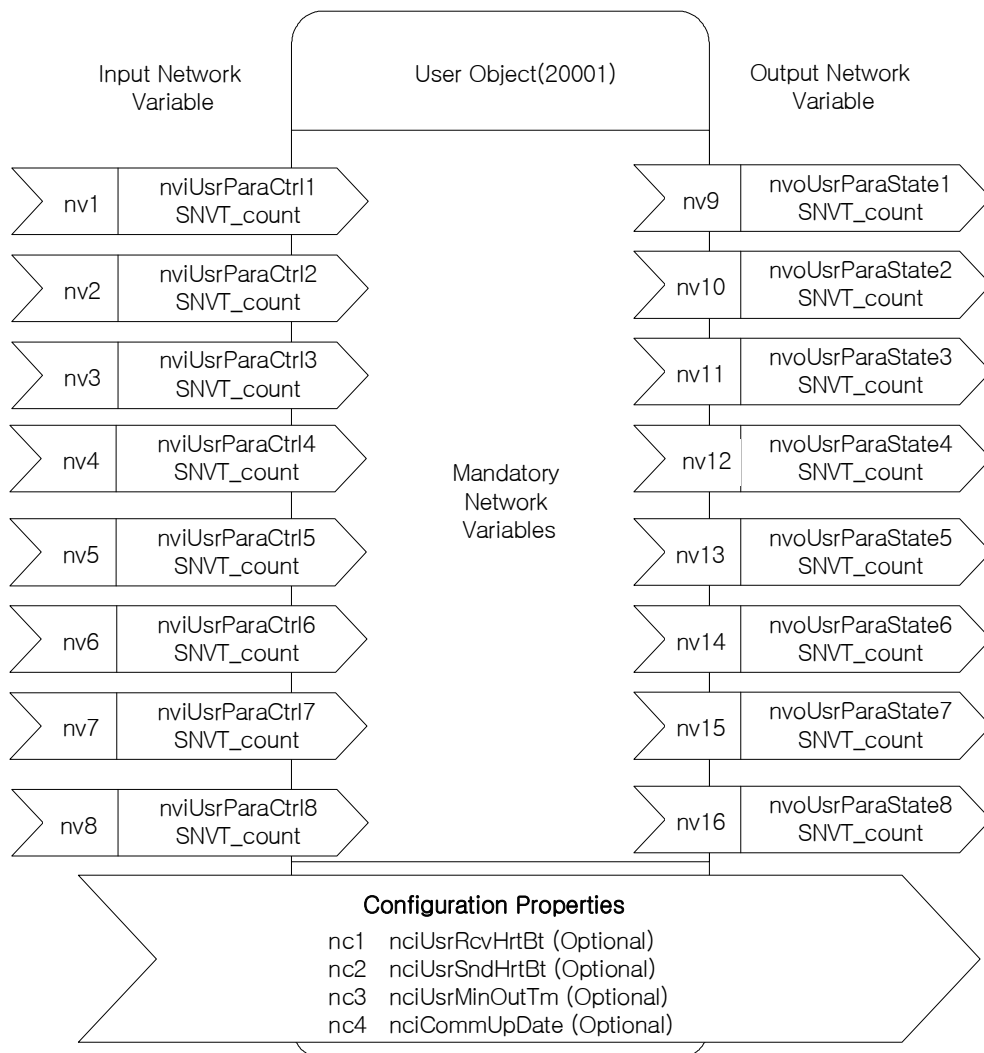 Input Network
Variable
User Object(20001)
Output Network
Variable
nv1
nviUsrParaCtrl1
SNVT_count
nv2
nviUsrParaCtrl2
SNVT_count
nv3
nviUsrParaCtrl3
SNVT_count
nv4
nviUsrParaCtrl4
SNVT_count
nv5
nviUsrParaCtrl5
SNVT_count
nv6
nviUsrParaCtrl6
SNVT_count
nv7
nviUsrParaCtrl7
SNVT_count
nv8
nviUsrParaCtrl8
SNVT_count
Mandatory
Network
Variables
nv9
nvoUsrParaState1
SNVT_count
nv10
nvoUsrParaState2
SNVT_count
nv11
nvoUsrParaState3
SNVT_count
nv12
nvoUsrParaState4
SNVT_count
nv13
nvoUsrParaState5
SNVT_count
nv14
nvoUsrParaState6
SNVT_count
nv15
nvoUsrParaState7
SNVT_count
nv16
nvoUsrParaState8
SNVT_count
Configuration Properties
nc1 nciUsrRcvHrtBt (Optional)
nc2 nciUsrSndHrtBt (Optional)
nc3 nciUsrMinOutTm (Optional)
nc4 nciCommUpDate (Optional)